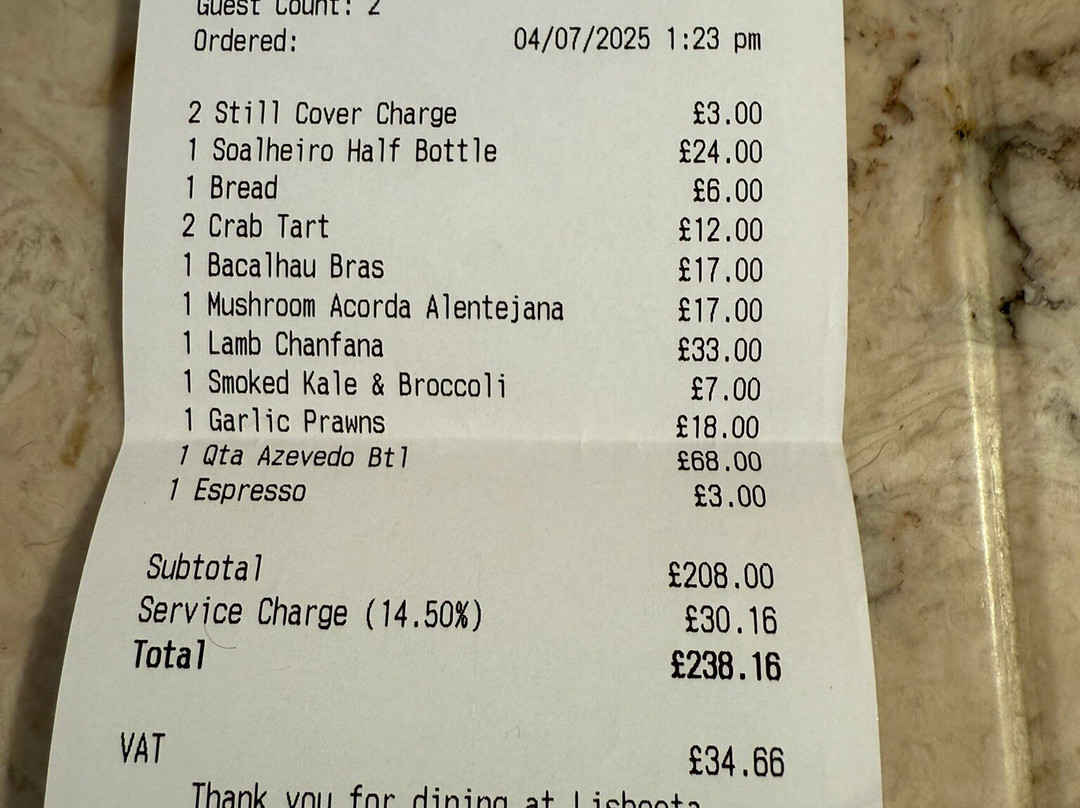 Guest Count: 2
Ordered: 04/07/2025 1:23 pm
2 Still Cover Charge £3.00
1 Soalheiro Half Bottle £24.00
1 Bread £6.00
2 Crab Tart £12.00
1 Bacalhau Bras £17.00
1 Mushroom Acorda Alentejana £17.00
1 Lamb Chanfana £33.00
1 Smoked Kale & Broccoli £7.00
1 Garlic Prawns £18.00
1 Qta Azevedo Btl £68.00
1 Espresso £3.00
Subtotal £208.00
Service Charge (14.50%) £30.16
Total £238.16
VAT £34.66
Thank you for dining at Lisboeta